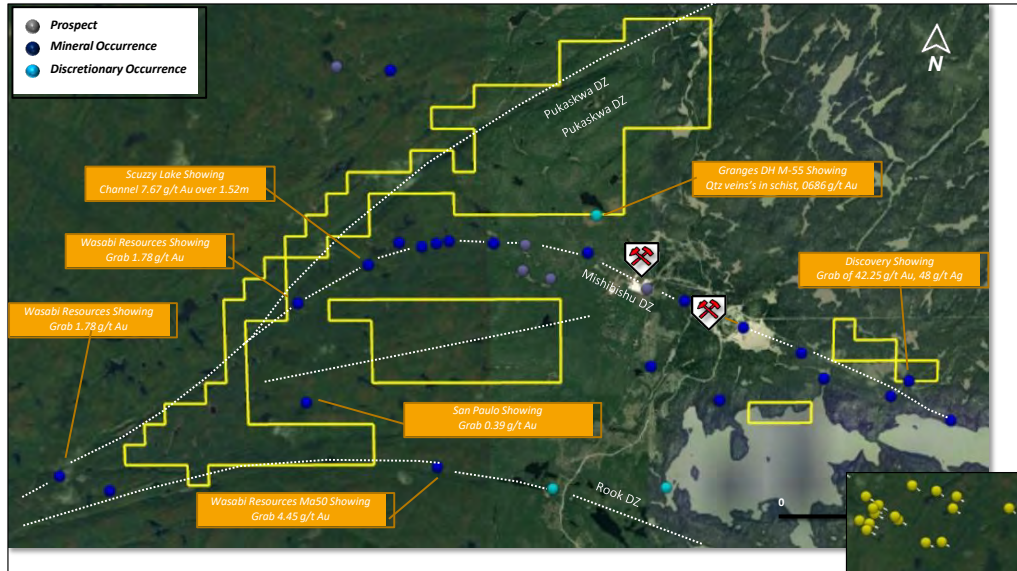 Prospect
Mineral Occurrence
Discretionary Occurrence
N
Pukaskwa DZ
Pukaskwa DZ
Scuzzy Lake Showing
Channel 7.67 g/t Au over 1.52m
Granges DH M-55 Showing
Qtz veins's in schist, 0686 g/t Au
Wasabi Resources Showing
Grab 1.78 g/t Au
Mishibishu DZ
Discovery Showing
Grab of 42.25 g/t Au, 48 g/t Ag
Wasabi Resources Showing
Grab 1.78 g/t Au
San Paulo Showing
Grab 0.39 g/t Au
Wasabi Resources Ma50 Showing
Grab 4.45 g/t Au
Rook DZ
0